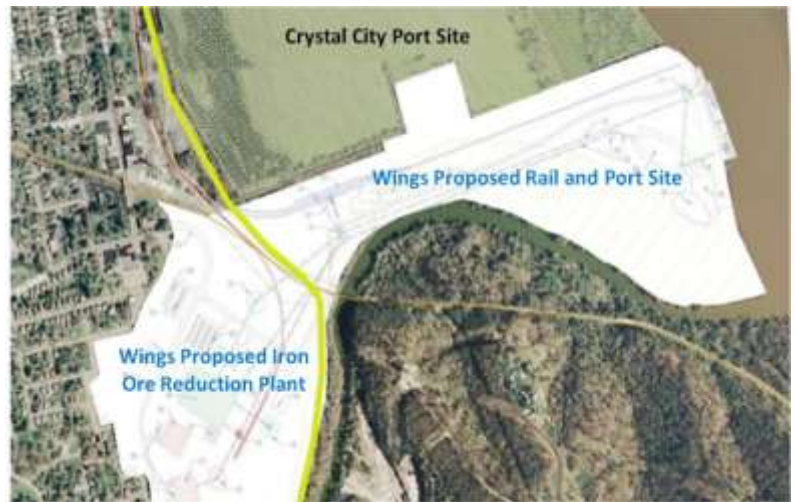 Crystal City Port Site
Wings Proposed Rail and Port Site
Wings Proposed Iron
Ore Reduction Plant